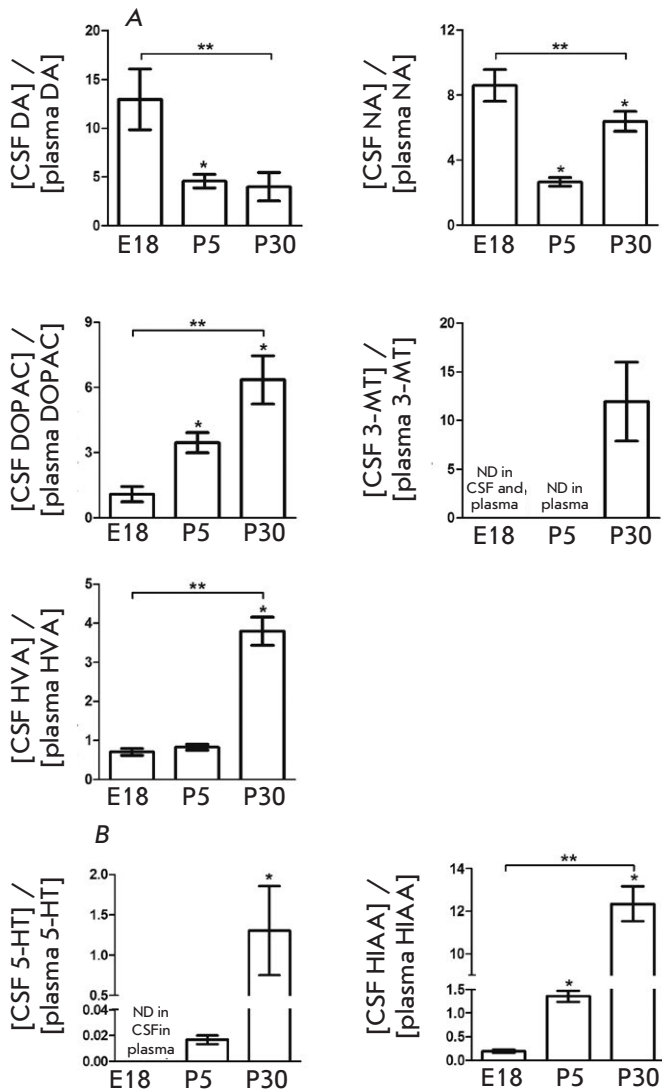 A
[CSF DA] /
[plasma DA]
20
15
10
5
0
**
*
E18 P5 P30
[CSF NA] /
[plasma NA]
12
8
4
0
**
*
*
E18 P5 P30
[CSF DOPAC] /
[plasma DOPAC]
9
6
3
0
**
*
*
E18 P5 P30
[CSF 3-MT] /
[plasma 3-MT]
20
15
10
5
0
ND in
CSF and
plasma
ND in
plasma
E18 P5 P30
[CSF HVA] /
[plasma HVA]
5
4
3
2
1
0
**
*
E18 P5 P30
B
[CSF 5-HT] /
[plasma 5-HT]
2.0
1.5
1.0
0.5
0.04
0.02
0.00
ND in
CSFin
plasma
*
E18 P5 P30
[CSF HIAA] /
[plasma HIAA]
14
12
10
1.5
1.0
0.5
0.0
**
*
*
E18 P5 P30